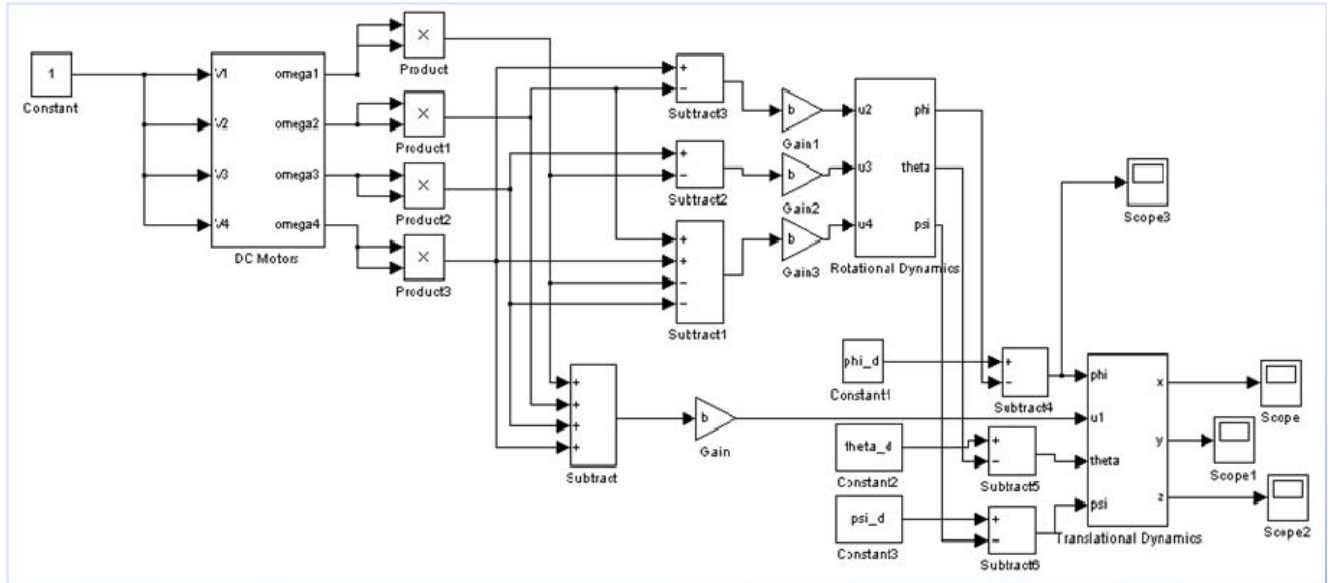 1
Constant
V1
V2
V3
V4
omega1
omega2
omega3
omega4
DC Motors
×
Product
×
Product1
×
Product2
×
Product3
+
−
Subtract3
+
−
Subtract2
+
+
−
−
Subtract1
b
Gain1
b
Gain2
b
Gain3
u2
u3
u4
phi
theta
psi
Rotational Dynamics
Scope3
phi_d
Constant1
+
−
Subtract4
+
+
+
+
Subtract
b
Gain
theta_d
Constant2
+
−
Subtract5
psi_d
Constant3
+
−
Subtract6
phi
u1
theta
psi
x
y
z
Translational Dynamics
Scope
Scope1
Scope2